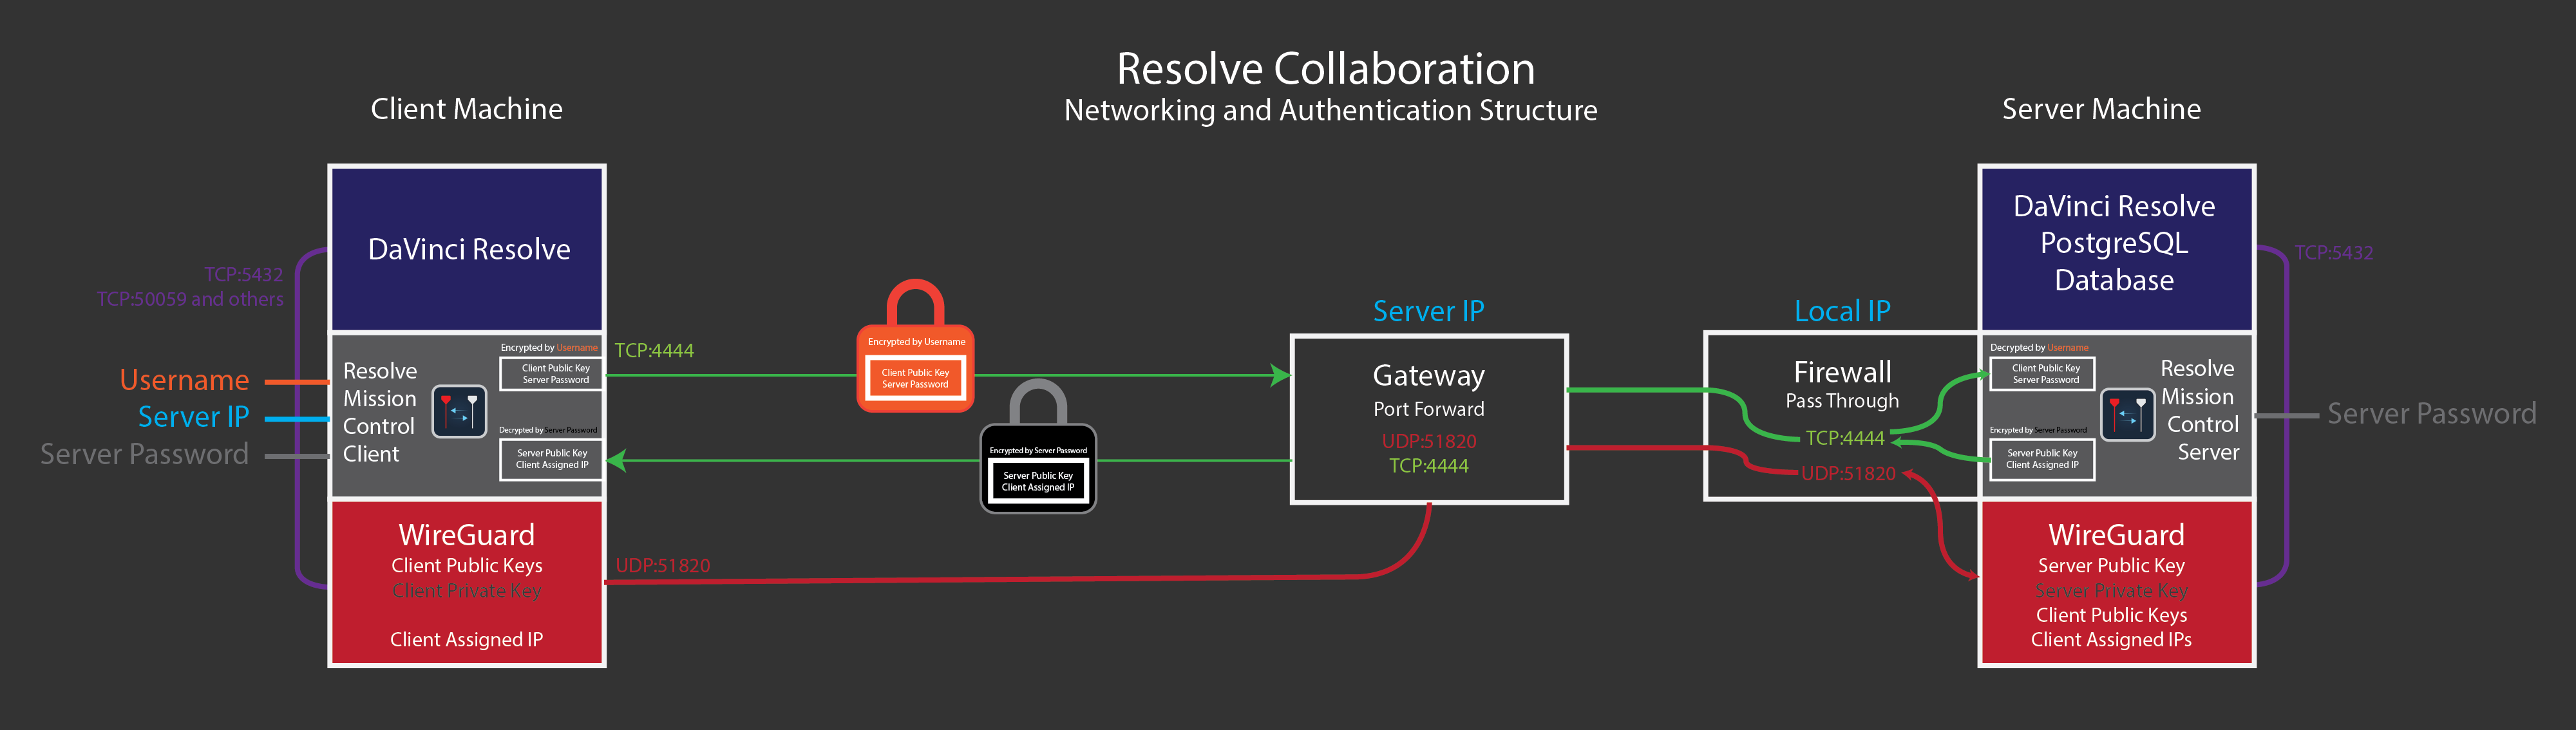 Resolve Collaboration
Networking and Authentication Structure
Client Machine
Server Machine
DaVinci Resolve
TCP:5432
TCP:50059 and others
Username
Server IP
Server Password
Resolve
Mission
Control
Client
Encrypted by Username
Client Public Key
Server Password
Decrypted by Server Password
Server Public Key
Client Assigned IP
WireGuard
Client Public Keys
Client Private Key
Client Assigned IP
TCP:4444
UDP:51820
Encrypted by Username
Client Public Key
Server Password
Encrypted by Server Password
Server Public Key
Client Assigned IP
Server IP
Gateway
Port Forward
UDP:51820
TCP:4444
Local IP
Firewall
Pass Through
TCP:4444
UDP:51820
DaVinci Resolve
PostgreSQL
Database
TCP:5432
Decrypted by Username
Client Public Key
Server Password
Encrypted by Server Password
Server Public Key
Client Assigned IP
Resolve
Mission
Control
Server
Server Password
WireGuard
Server Public Key
Server Private Key
Client Public Keys
Client Assigned IPs